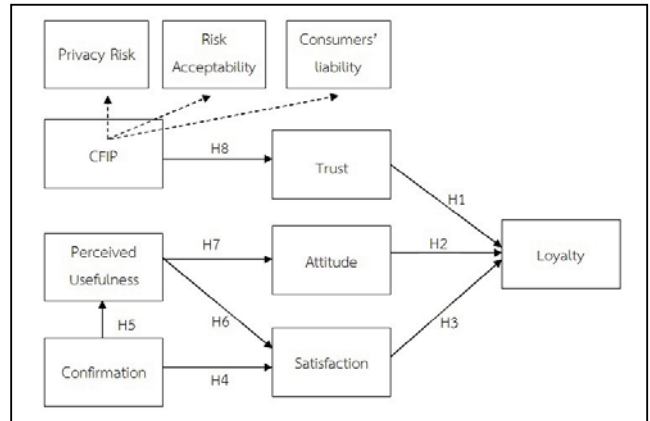 Privacy Risk
Risk
Acceptability
Consumers'
liability
CFIP
H8
Trust
H1
Perceived
Usefulness
H7
Attitude
H2
Loyalty
H5
H6
H3
Confirmation
H4
Satisfaction